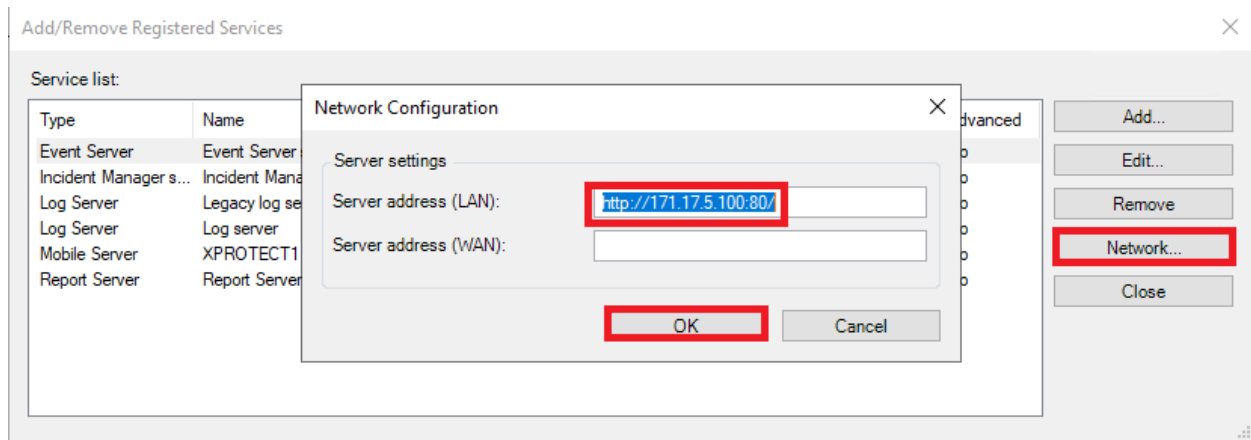 Add/Remove Registered Services
Service list:
Type Name dvanced
Event Server Event Server
Incident Manager s... Incident Mana
Log Server Legacy log se
Log Server Log server
Mobile Server XPROTECT1
Report Server Report Server
Network Configuration
Server settings
Server address (LAN): http://171.17.5.100:80/
Server address (WAN):
OK Cancel
Add...
Edit...
Remove
Network...
Close